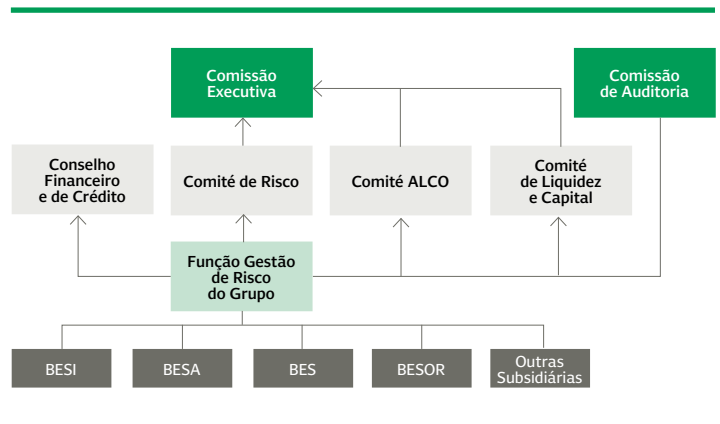 Comissão
Executiva
Comissão
de Auditoria
Conselho
Financeiro
e de Crédito
Comité de Risco
Comité ALCO
Comité
de Liquidez
e Capital
Função Gestão
de Risco
do Grupo
BESI
BESA
BES
BESOR
Outras
Subsidiárias